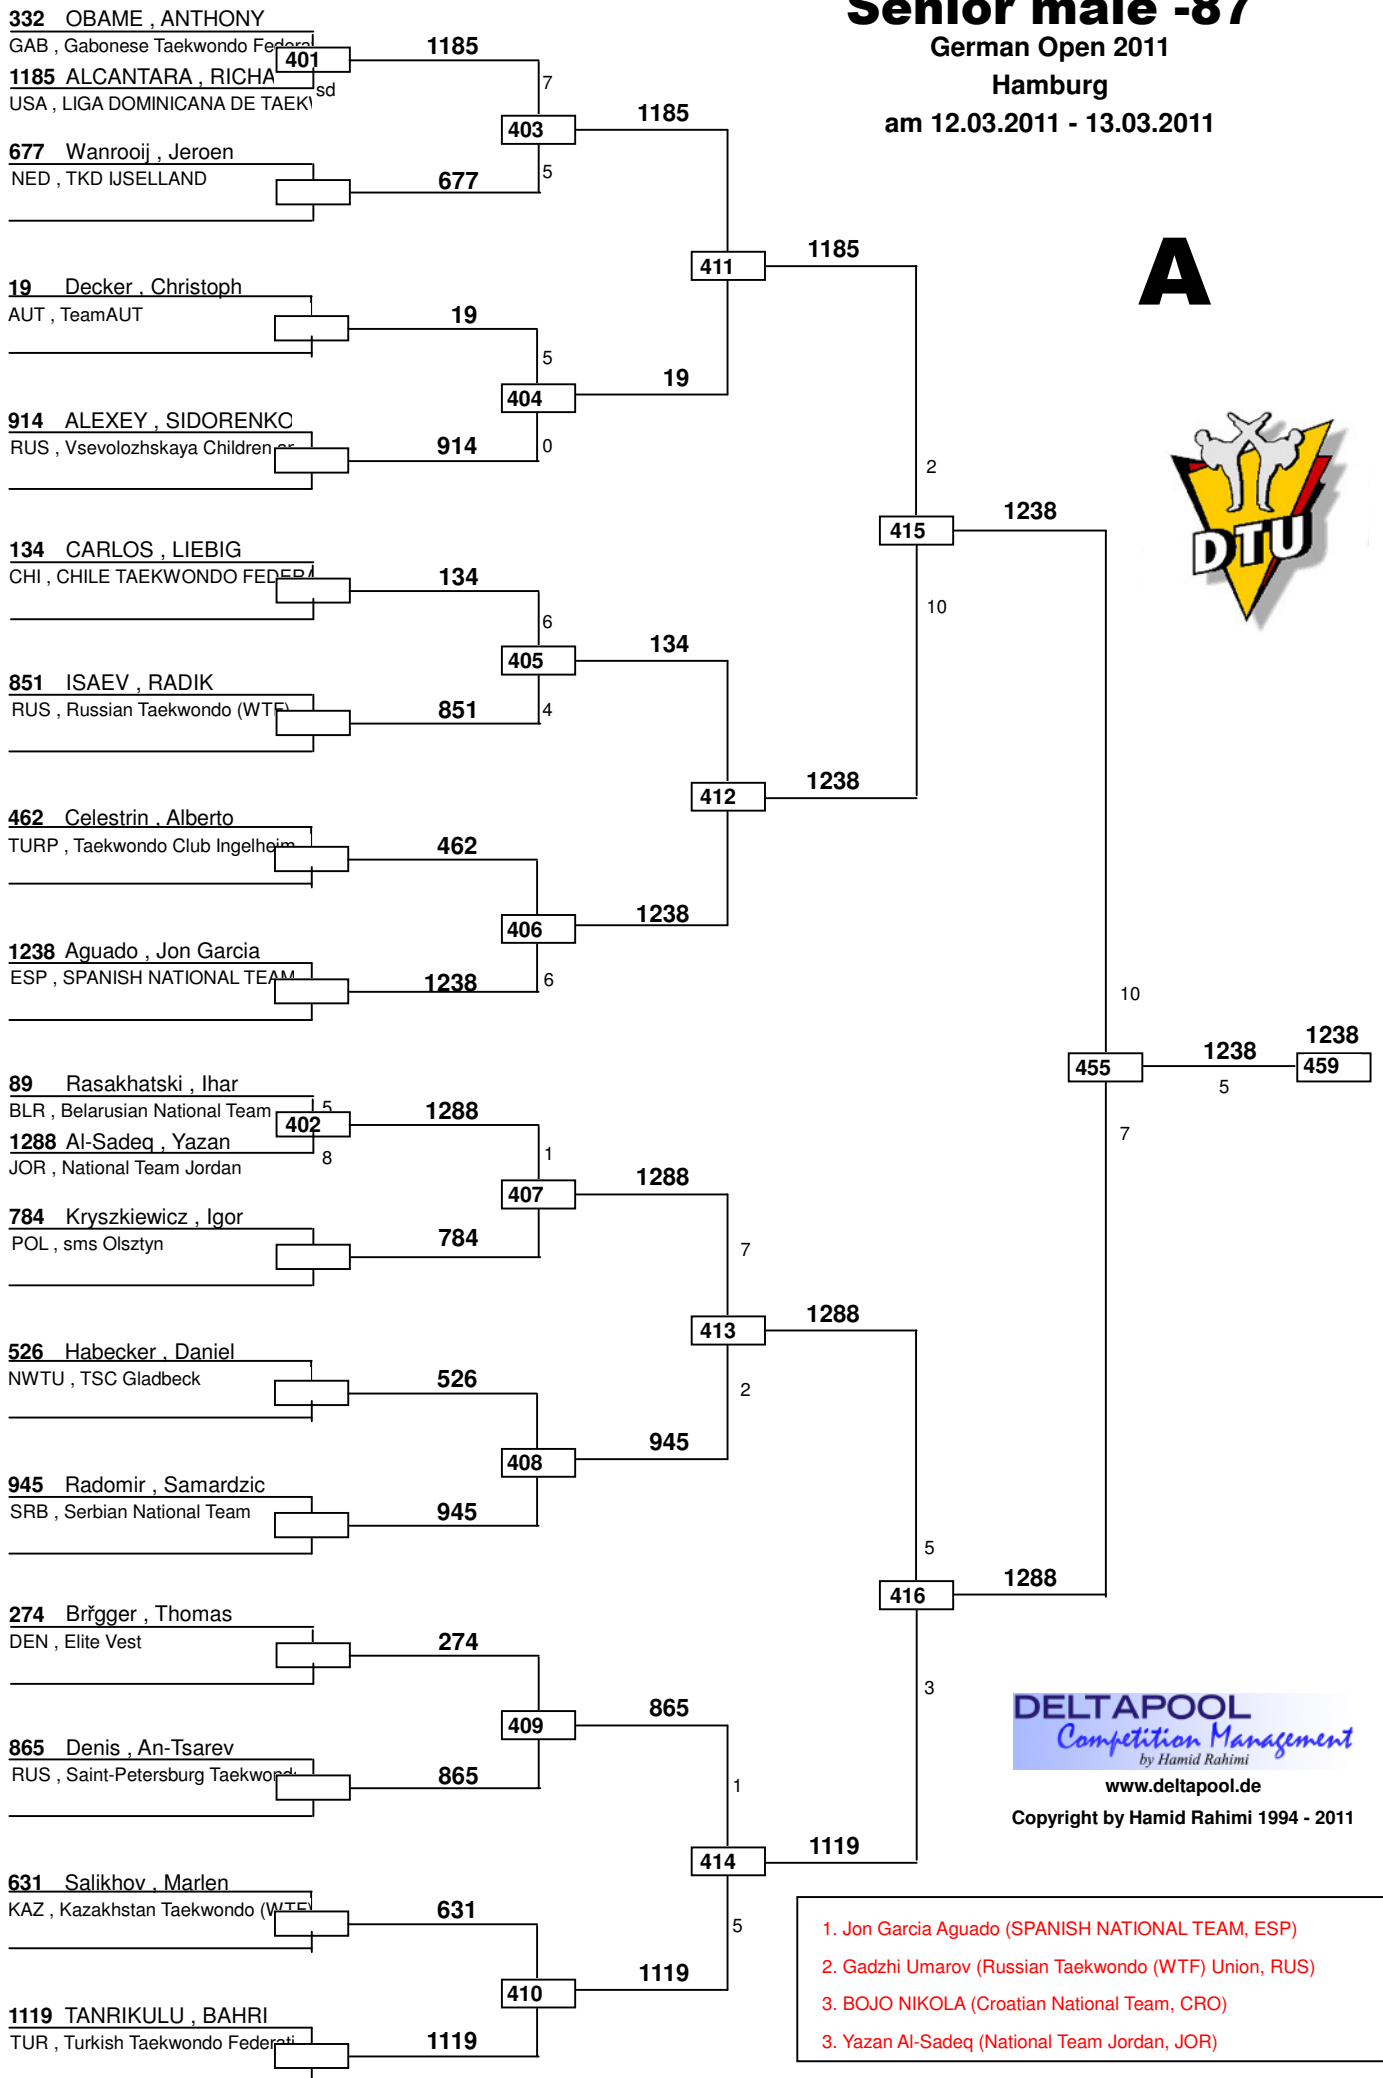 Senior male -87
German Open 2011
Hamburg
am 12.03.2011 - 13.03.2011
A
DTU
332 OBAME , ANTHONY
GAB , Gabonese Taekwondo Federa
401
1185 ALCANTARA , RICHA
sd
USA , LIGA DOMINICANA DE TAEK
1185
7
403
1185
677 Wanrooij , Jeroen
NED , TKD IJSELLAND
677
5
411
1185
19 Decker , Christoph
AUT , TeamAUT
19
5
404
19
914 ALEXEY , SIDORENKO
RUS , Vsevolozhskaya Children
914
0
2
415
1238
134 CARLOS , LIEBIG
CHI , CHILE TAEKWONDO FEDERA
134
6
10
405
134
851 ISAEV , RADIK
RUS , Russian Taekwondo (WTF)
851
4
412
1238
462 Celestrin , Alberto
TURP , Taekwondo Club Ingelheim
462
406
1238
1238 Aguado , Jon Garcia
ESP , SPANISH NATIONAL TEAM
1238
6
10
455
1238
5
1238
459
7
89 Rasakhatski , Ihar
BLR , Belarusian National Team
5
402
1288 Al-Sadeq , Yazan
8
JOR , National Team Jordan
1288
1
407
1288
784 Kryszkiewicz , Igor
POL , sms Olsztyn
784
7
413
1288
526 Habecker , Daniel
NWTU , TSC Gladbeck
526
2
408
945
945 Radomir , Samardzic
SRB , Serbian National Team
945
5
416
1288
274 Brřgger , Thomas
DEN , Elite Vest
274
3
409
865
865 Denis , An-Tsarev
RUS , Saint-Petersburg Taekwond
865
1
414
1119
631 Salikhov , Marlen
KAZ , Kazakhstan Taekwondo (WTF)
631
5
410
1119
1119 TANRIKULU , BAHRI
TUR , Turkish Taekwondo Federati
1119
DELTAPOOL
Competition Management
by Hamid Rahimi
www.deltapool.de
Copyright by Hamid Rahimi 1994 - 2011
1. Jon Garcia Aguado (SPANISH NATIONAL TEAM, ESP)
2. Gadzhi Umarov (Russian Taekwondo (WTF) Union, RUS)
3. BOJO NIKOLA (Croatian National Team, CRO)
3. Yazan Al-Sadeq (National Team Jordan, JOR)